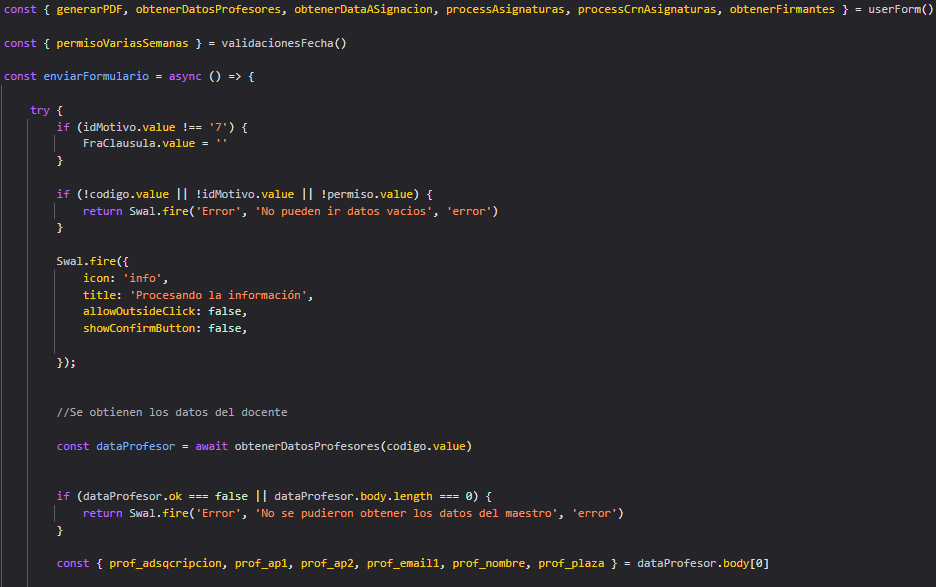 const { generarPDF, obtenerDatosProfesores, obtenerDataASignacion, processAsignaturas, processCrnAsignaturas, obtenerFirmantes } = userForm()
const { permisoVariasSemanas } = validacionesFecha()
const enviarFormulario = async () => {
try {
if (idMotivo.value !== '7') {
FraClausula.value = ''
}
if (!codigo.value || !idMotivo.value || !permiso.value) {
return Swal.fire('Error', 'No pueden ir datos vacios', 'error')
}
Swal.fire({
icon: 'info',
title: 'Procesando la información',
allowOutsideClick: false,
showConfirmButton: false,
});
//Se obtienen los datos del docente
const dataProfesor = await obtenerDatosProfesores(codigo.value)
if (dataProfesor.ok === false || dataProfesor.body.length === 0) {
return Swal.fire('Error', 'No se pudieron obtener los datos del maestro', 'error')
}
const { prof_adsqcripcion, prof_ap1, prof_ap2, prof_email1, prof_nombre, prof_plaza } = dataProfesor.body[0]